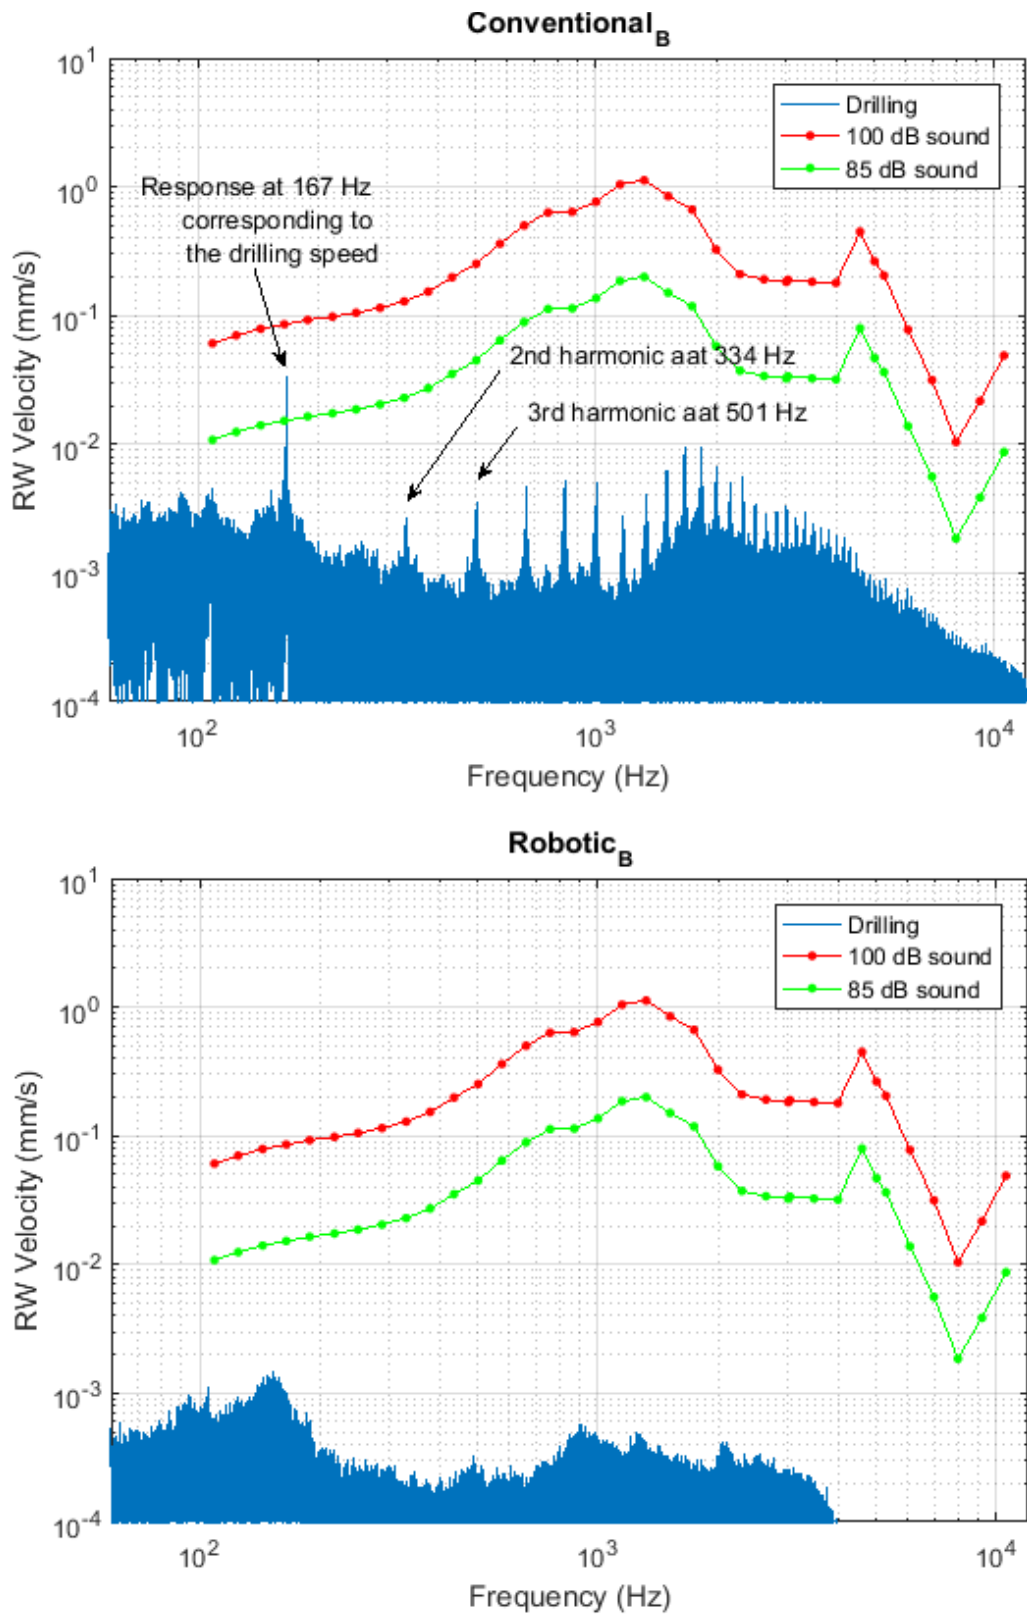 Conventional_B
10^1
10^0
10^-1
10^-2
10^-3
10^-4
RW Velocity (mm/s)
Drilling
100 dB sound
85 dB sound
Response at 167 Hz
corresponding to
the drilling speed
2nd harmonic aat 334 Hz
3rd harmonic aat 501 Hz
10^2
10^3
10^4
Frequency (Hz)
Robotic_B
10^1
10^0
10^-1
10^-2
10^-3
10^-4
RW Velocity (mm/s)
Drilling
100 dB sound
85 dB sound
10^2
10^3
10^4
Frequency (Hz)